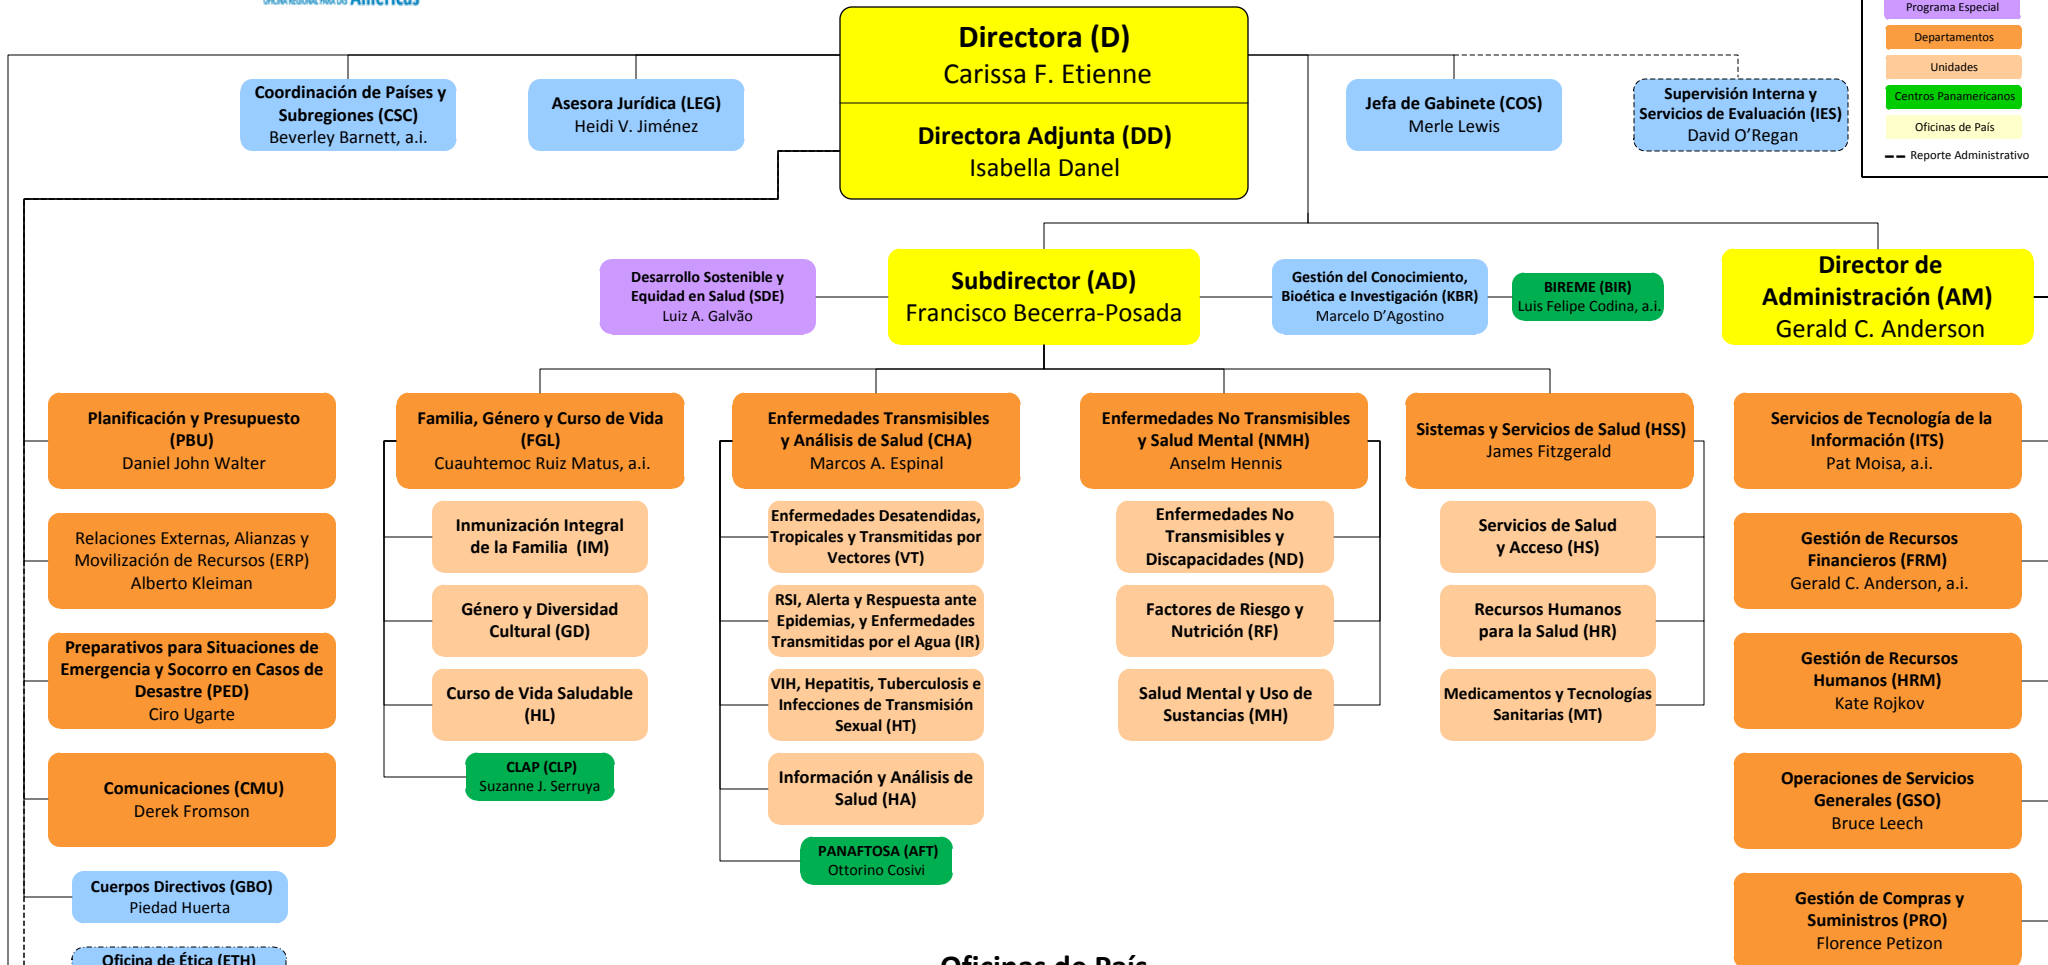 OFICINA REGIONAL PARA LAS Américas
Programa Especial
Departamentos
Unidades
Centros Panamericanos
Oficinas de País
Reporte Administrativo
Directora (D)
Carissa F. Etienne
Directora Adjunta (DD)
Isabella Danel
Coordinación de Países y
Subregiones (CSC)
Beverley Barnett, a.i.
Asesora Jurídica (LEG)
Heidi V. Jiménez
Jefa de Gabinete (COS)
Merle Lewis
Supervisión Interna y
Servicios de Evaluación (IES)
David O’Regan
Desarrollo Sostenible y
Equidad en Salud (SDE)
Luiz A. Galvão
Subdirector (AD)
Francisco Becerra-Posada
Gestión del Conocimiento,
Bioética e Investigación (KBR)
Marcelo D’Agostino
BIREME (BIR)
Luis Felipe Codina, a.i.
Director de
Administración (AM)
Gerald C. Anderson
Planificación y Presupuesto
(PBU)
Daniel John Walter
Relaciones Externas, Alianzas y
Movilización de Recursos (ERP)
Alberto Kleiman
Preparativos para Situaciones de
Emergencia y Socorro en Casos de
Desastre (PED)
Ciro Ugarte
Comunicaciones (CMU)
Derek Fromson
Cuerpos Directivos (GBO)
Piedad Huerta
Oficina de Ética (ETH)
Familia, Género y Curso de Vida
(FGL)
Cuauhtemoc Ruiz Matus, a.i.
Inmunización Integral
de la Familia (IM)
Género y Diversidad
Cultural (GD)
Curso de Vida Saludable
(HL)
CLAP (CLP)
Suzanne J. Serruya
Enfermedades Transmisibles
y Análisis de Salud (CHA)
Marcos A. Espinal
Enfermedades Desatendidas,
Tropicales y Transmitidas por
Vectores (VT)
RSI, Alerta y Respuesta ante
Epidemias, y Enfermedades
Transmitidas por el Agua (IR)
VIH, Hepatitis, Tuberculosis e
Infecciones de Transmisión
Sexual (HT)
Información y Análisis de
Salud (HA)
PANAFTOSA (AFT)
Ottorino Cosivi
Enfermedades No Transmisibles
y Salud Mental (NMH)
Anselm Hennis
Enfermedades No
Transmisibles y
Discapacidades (ND)
Factores de Riesgo y
Nutrición (RF)
Salud Mental y Uso de
Sustancias (MH)
Sistemas y Servicios de Salud (HSS)
James Fitzgerald
Servicios de Salud
y Acceso (HS)
Recursos Humanos
para la Salud (HR)
Medicamentos y Tecnologías
Sanitarias (MT)
Servicios de Tecnología de la
Información (ITS)
Pat Moisa, a.i.
Gestión de Recursos
Financieros (FRM)
Gerald C. Anderson, a.i.
Gestión de Recursos
Humanos (HRM)
Kate Rojkov
Operaciones de Servicios
Generales (GSO)
Bruce Leech
Gestión de Compras y
Suministros (PRO)
Florence Petizon
Oficinas de País